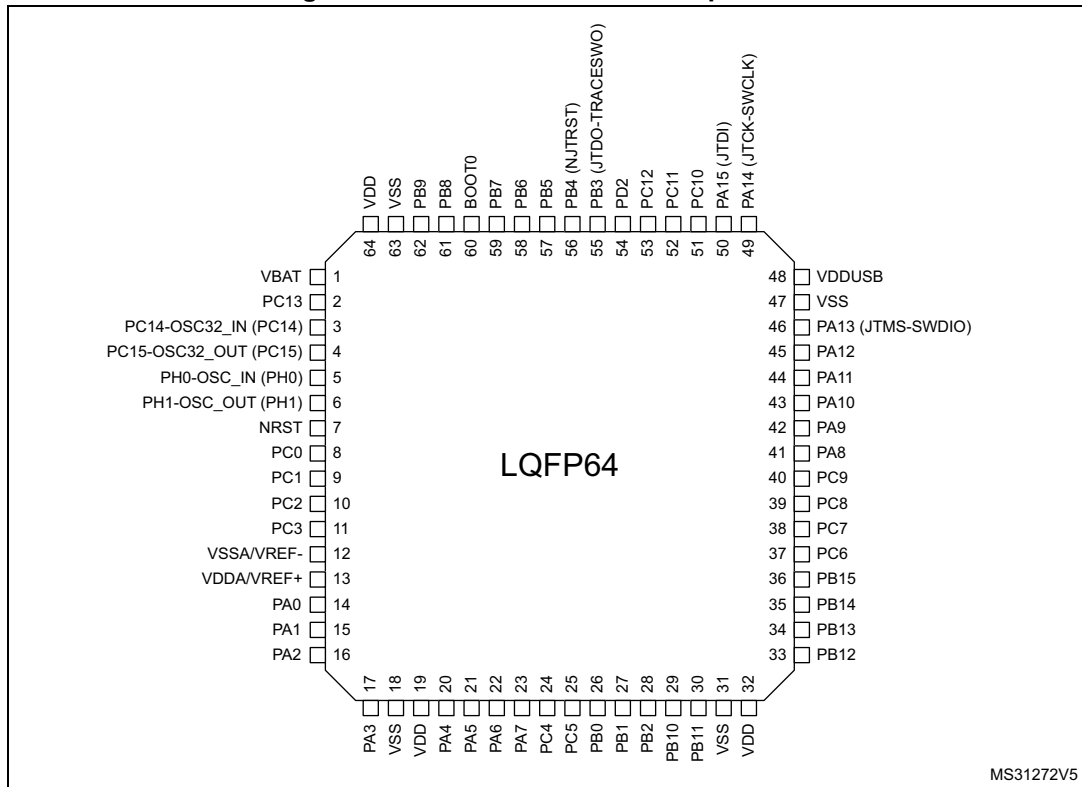 PB3 (JTDO-TRACESWO)
PA14 (JTCK-SWCLK)
PB4 (NJTRST)
PA15 (JTDI)
VDD
VSS
PB9
PB8
BOOT0
PB7
PB6
PB5
PD2
PC12
PC11
PC10
64
63
62
61
60
59
58
57
56
55
54
53
52
51
50
49
VBAT 1
PC13 2
PC14-OSC32_IN (PC14) 3
PC15-OSC32_OUT (PC15) 4
PH0-OSC_IN (PH0) 5
PH1-OSC_OUT (PH1) 6
NRST 7
PC0 8
PC1 9
PC2 10
PC3 11
VSSA/VREF- 12
VDDA/VREF+ 13
PA0 14
PA1 15
PA2 16
LQFP64
48 VDDUSB
47 VSS
46 PA13 (JTMS-SWDIO)
45 PA12
44 PA11
43 PA10
42 PA9
41 PA8
40 PC9
39 PC8
38 PC7
37 PC6
36 PB15
35 PB14
34 PB13
33 PB12
17
18
19
20
21
22
23
24
25
26
27
28
29
30
31
32
PA3
VSS
VDD
PA4
PA5
PA6
PA7
PC4
PC5
PB0
PB1
PB2
PB10
PB11
VSS
VDD
MS31272V5